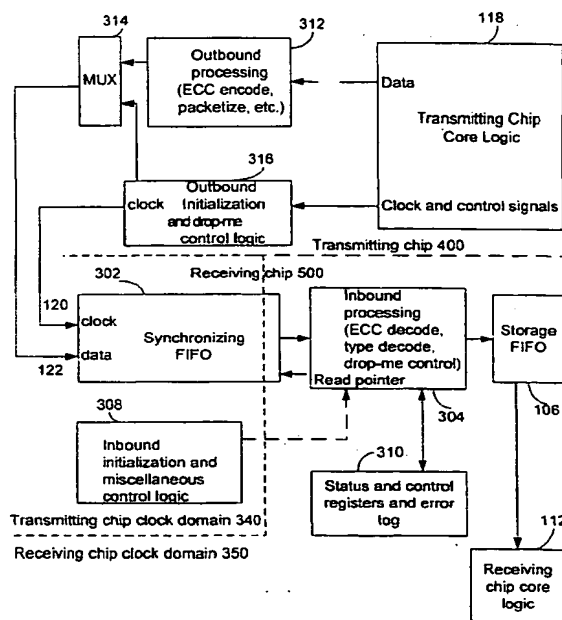 314
312
118
MUX
Outbound
processing
(ECC encode,
packetize, etc.)
Data
Transmitting Chip
Core Logic
316
Outbound
clock Initialization
and drop-me
control logic
Clock and control signals
Transmitting chip 400
Receiving chip 500
302
120
clock
Synchronizing
FIFO
data
122
Inbound
processing
(ECC decode,
type decode,
drop-me control)
Read pointer
304
Storage
FIFO
106
308
Inbound
initialization and
miscellaneous
control logic
310
Status and control
registers and error
log
Transmitting chip clock domain 340
Receiving chip clock domain 350
112
Receiving
chip core
logic